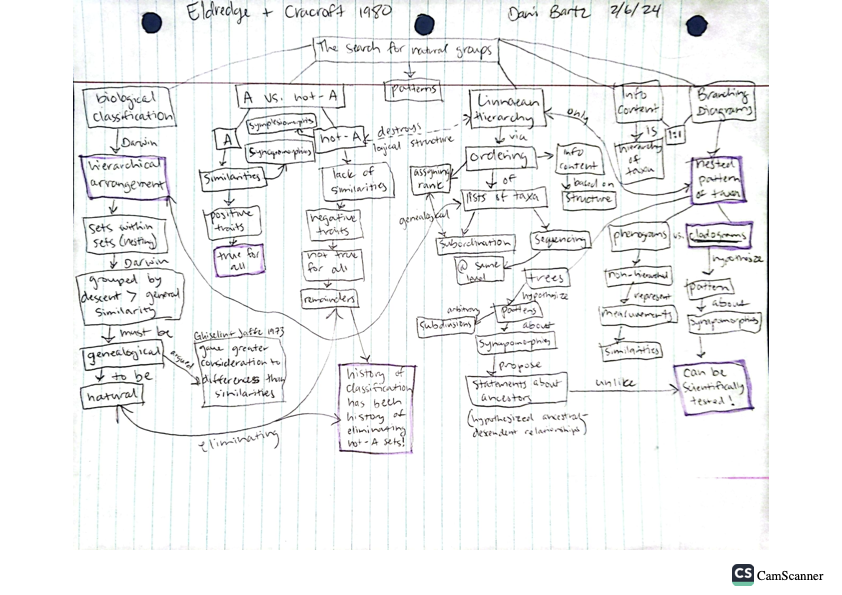 Eldredge + Cracraft 1980
Dani Bartz 2/6/24
The search for natural groups
biological
classification
Darwin
hierarchical
arrangement
Sets within
sets (nesting)
Darwin
grouped by
descent > general
similarity
must be
genealogical
to be
natural
argued
Ghiselin + Jaffe 1973
gave greater
consideration to
differences than
similarities
eliminating
A vs. not-A
Symplesiomorphs
Synapomorphs
A
Similarities
positive
traits
true for
all
not-A
lack of
similarities
negative
traits
not true
for all
remainders
history of
classification
has been
history of
eliminating
not-A sets!
patterns
destroys
logical structure
Linnaean
Hierarchy
via
ordering
of
assigning
rank
genealogical
lists of taxa
Info
content
based on
Structure
Subordination
Sequencing
@ same
level
trees
hypothesize
patterns
arbitrary
subdivisions
about
Synapomorphies
propose
Statements about
ancestors
(hypothesized ancestral-
descendent relationships)
unlike
only
Info
Content
is
hierarchy
of
taxa
Branching
Diagrams
nested
pattern
of taxa
phenograms vs. cladograms
non-hierarchical
represent
measurements
Similarities
hypothesize
pattern
about
Synapomorphies
can be
Scientifically
tested!
CS CamScanner